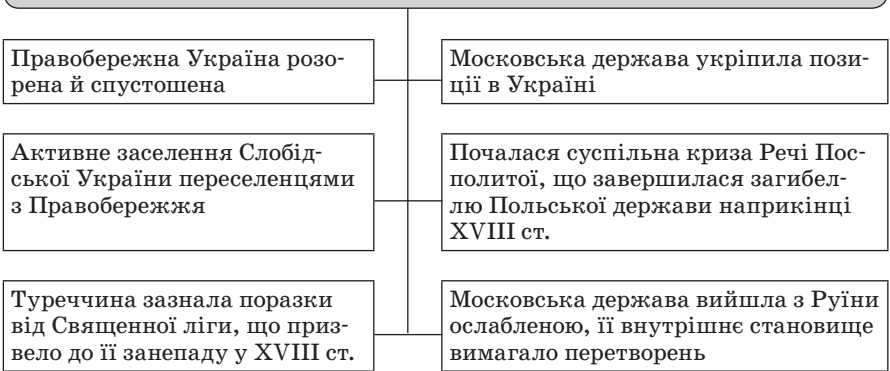 Правобережна Україна розо-
рена й спустошена
Московська держава укріпила пози-
ції в Україні
Активне заселення Слобід-
ської України переселенцями
з Правобережжя
Почалася суспільна криза Речі Пос-
политої, що завершилася загибел-
лю Польської держави наприкінці
XVIII ст.
Туреччина зазнала поразки
від Священної ліги, що приз-
вело до її занепаду у XVIII ст.
Московська держава вийшла з Руїни
ослабленою, її внутрішнє становище
вимагало перетворень